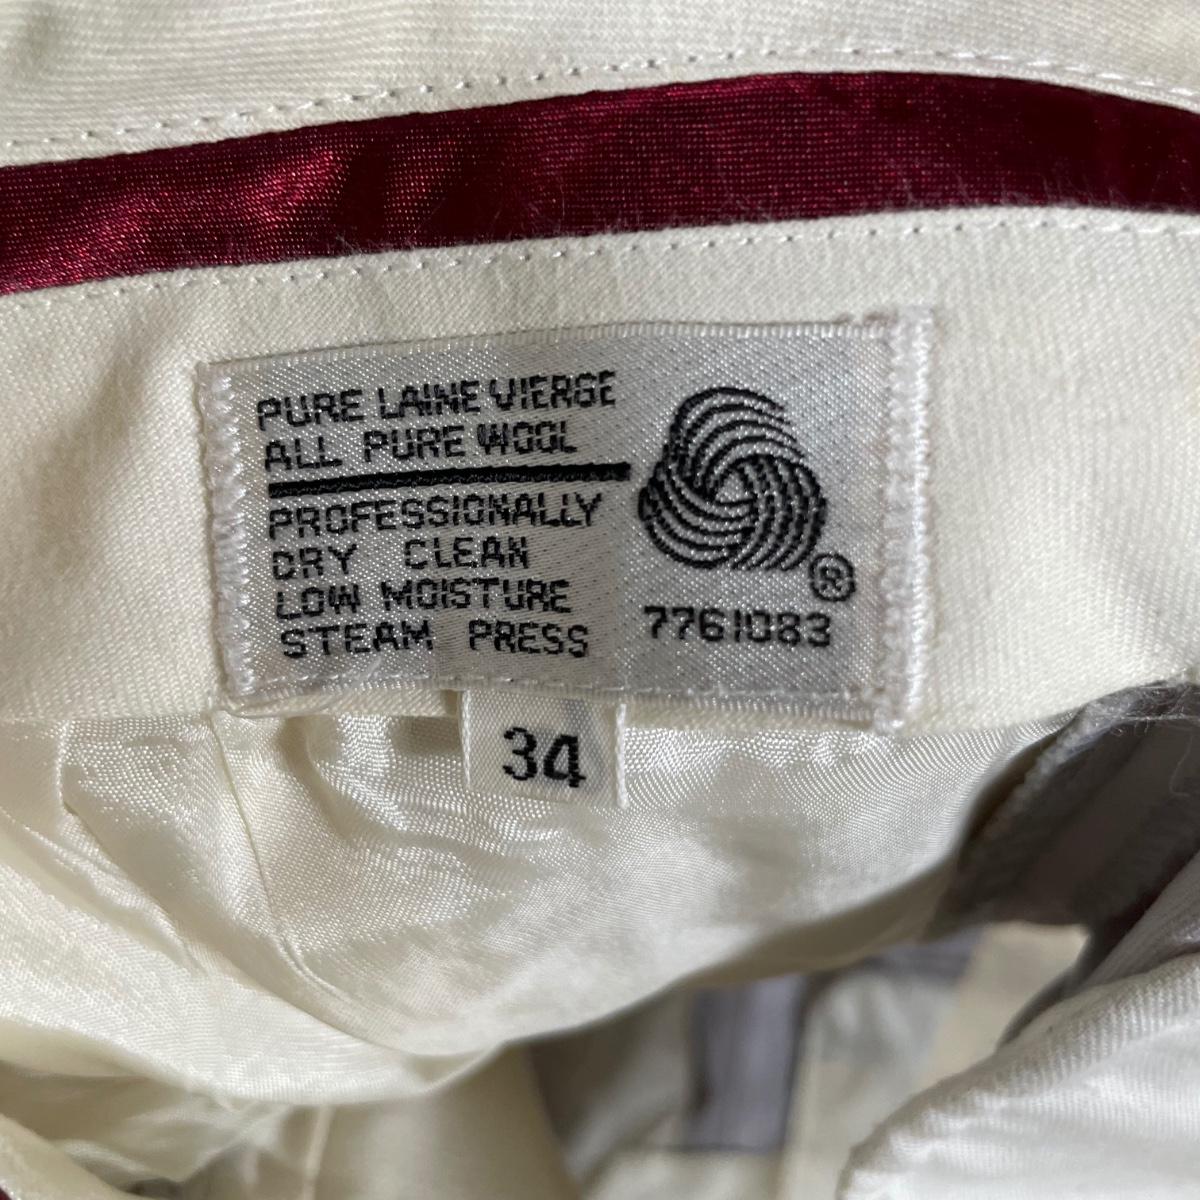 PURE LAINE VIERGE
ALL PURE WOOL
PROFESSIONALLY
DRY CLEAN
LOW MOISTURE
STEAM PRESS
®
7761083
34